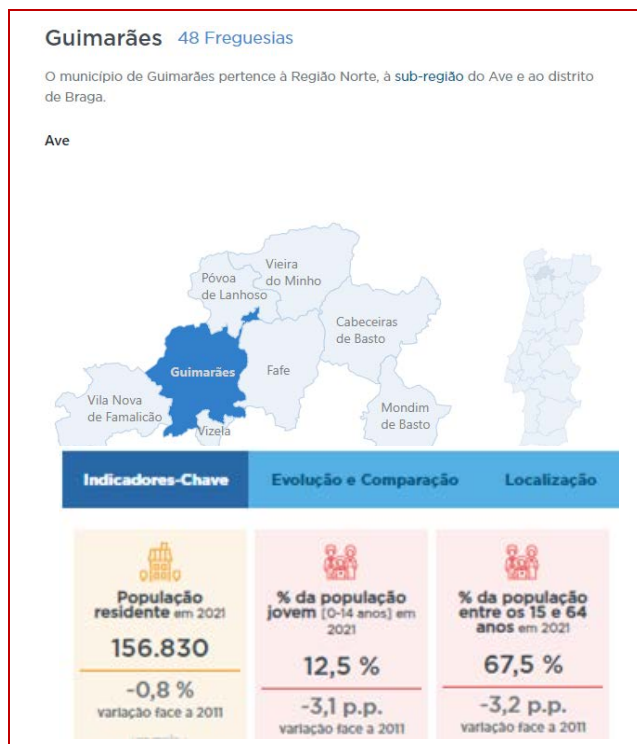 Guimarães 48 Freguesias
O município de Guimarães pertence à Região Norte, à sub-região do Ave e ao distrito
de Braga.
Ave
Vieira
do Minho
Póvoa
de Lanhoso
Cabeceiras
de Basto
Guimarães
Fafe
Vila Nova
de Famalicão
Mondim
de Basto
Vizela
Indicadores-Chave Evolução e Comparação Localização
População
residente em 2021
156.830
-0,8 %
variação face a 2011
% da população
jovem [0-14 anos] em
2021
12,5 %
-3,1 p.p.
variação face a 2011
% da população
entre os 15 e 64
anos em 2021
67,5 %
-3,2 p.p.
variação face a 2011